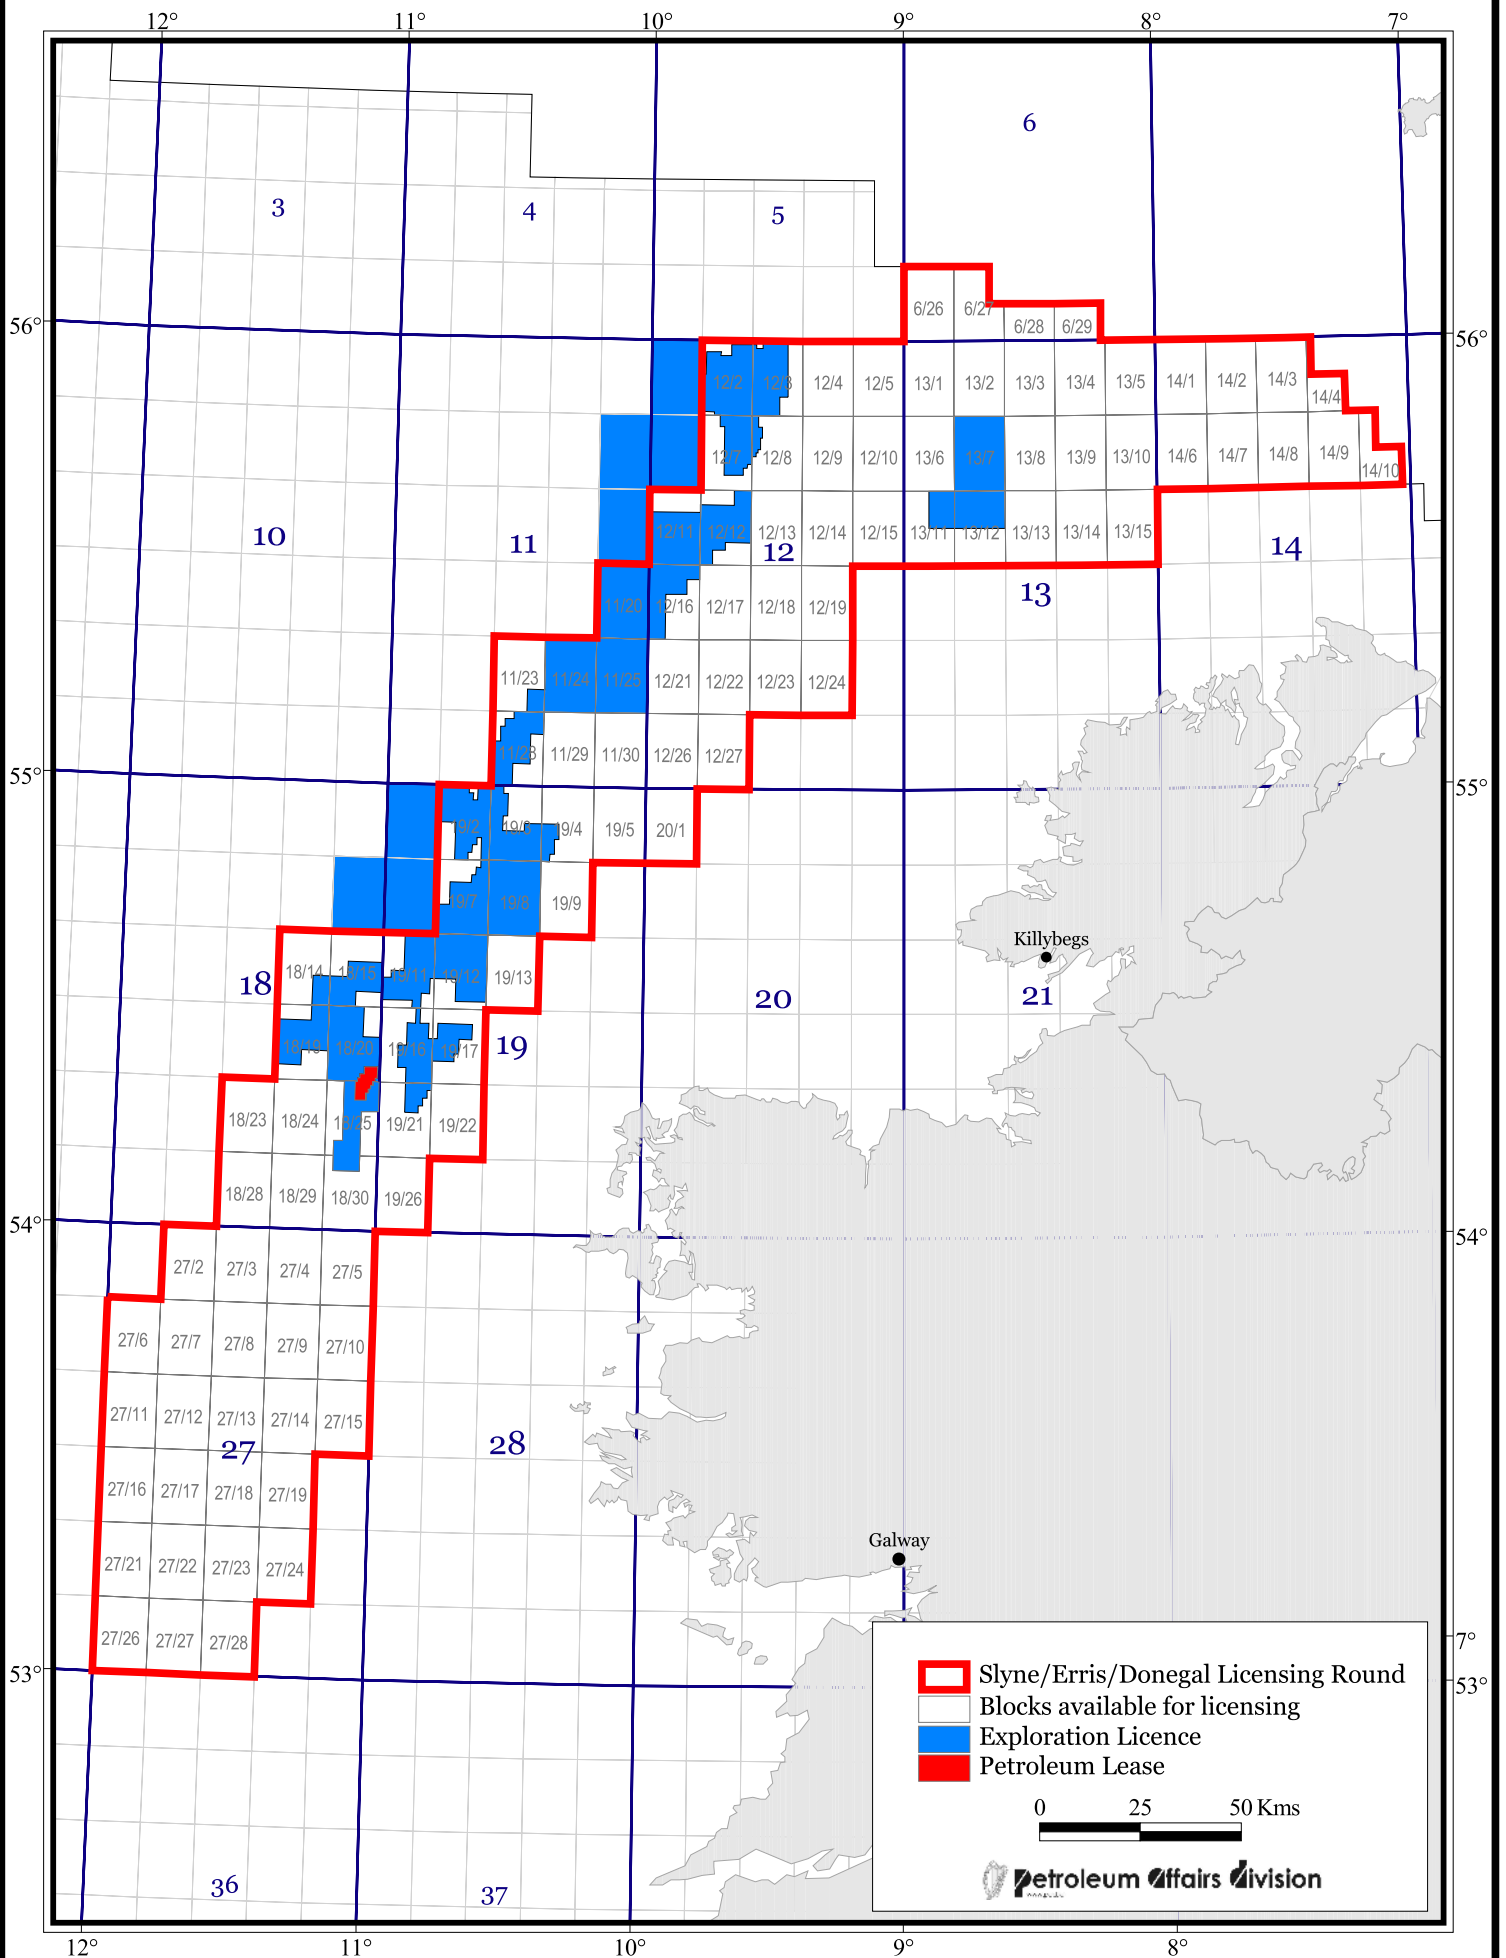 12° 11° 10° 9° 8° 7°
6
3 4 5
6/26 6/27
6/28 6/29
56° 56°
12/2 12/3 12/4 12/5 13/1 13/2 13/3 13/4 13/5 14/1 14/2 14/3
14/4
12/7 12/8 12/9 12/10 13/6 13/7 13/8 13/9 13/10 14/6 14/7 14/8 14/9
14/10
10 11 12 13 14
12/11 12/12 12/13 12/14 12/15 13/11 13/12 13/13 13/14 13/15
11/20 12/16 12/17 12/18 12/19
11/23 11/24 11/25 12/21 12/22 12/23 12/24
11/28 11/29 11/30 12/26 12/27
55° 55°
19/2 19/3 19/4 19/5 20/1
19/7 19/8 19/9
Killybegs
18 18/14 18/15 19/11 19/12 19/13 20 21
18/19 18/20 19/16 19/17 19
18/23 18/24 18/25 19/21 19/22
18/28 18/29 18/30 19/26
54° 54°
27/2 27/3 27/4 27/5
27/6 27/7 27/8 27/9 27/10
27/11 27/12 27/13 27/14 27/15
27 28
27/16 27/17 27/18 27/19
Galway
27/21 27/22 27/23 27/24
27/26 27/27 27/28
7°
53° 53°
Slyne/Erris/Donegal Licensing Round
Blocks available for licensing
Exploration Licence
Petroleum Lease
0 25 50 Kms
Petroleum Affairs Division
36 37
12° 11° 10° 9° 8°